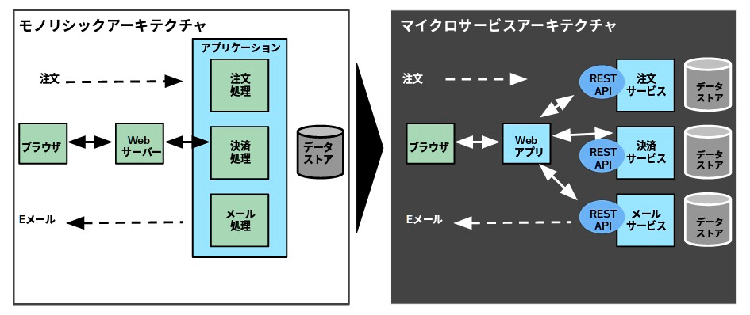 モノリシックアーキテクチャ
アプリケーション
注文
注文
処理
ブラウザ
Web
サーバー
決済
処理
データ
ストア
Eメール
メール
処理
マイクロサービスアーキテクチャ
注文
REST
API
注文
サービス
データ
ストア
ブラウザ
Web
アプリ
REST
API
決済
サービス
データ
ストア
Eメール
REST
API
メール
サービス
データ
ストア